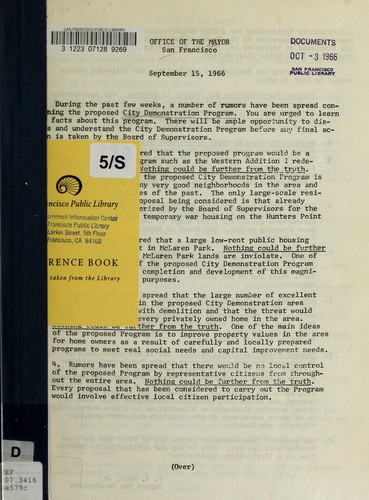 SAN FRANCISCO PUBLIC LIBRARY
3 1223 07128 9269
OFFICE OF THE MAYOR
San Francisco
DOCUMENTS
OCT -3 1966
SAN FRANCISCO
PUBLIC LIBRARY
September 15, 1966
During the past few weeks, a number of rumors have been spread con-
ning the proposed City Demonstration Program. You are urged to learn
facts about this program. There will be ample opportunity to dis-
a and understand the City Demonstration Program before any final ac-
n is taken by the Board of Supervisors.
red that the proposed program would be a
gram such as the Western Addition I rede-
Nothing could be further from the truth.
the proposed City Demonstration Program is
ny very good neighborhoods in the area and
s of the past. The only large-scale resi-
oposal being considered is that already
orized by the Board of Supervisors for the
temporary war housing on the Hunters Point
5/S
ncisco Public Library
ernment Information Center
Francisco Public Library
Larkin Street, 5th Floor
Francisco, CA 94102
RENCE BOOK
taken from the Library
red that a large low-rent public housing
t in McLaren Park. Nothing could be further
McLaren Park lands are inviolate. One of
of the proposed City Demonstration Program
completion and development of this magni-
purposes.
spread that the large number of excellent
in the proposed City Demonstration area
with demolition and that the threat would
every privately owned home in the area.
Nothing could be further from the truth. One of the main ideas
of the proposed Program is to improve property values in the area
for home owners as a result of carefully and locally prepared
programs to meet real social needs and capital improvement needs.
4. Rumors have been spread that there would be no local control
of the proposed Program by representative citizens from through-
out the entire area. Nothing could be further from the truth.
Every proposal that has been considered to carry out the Program
would involve effective local citizen participation.
(Over)
D
EF
07.3416
a579c